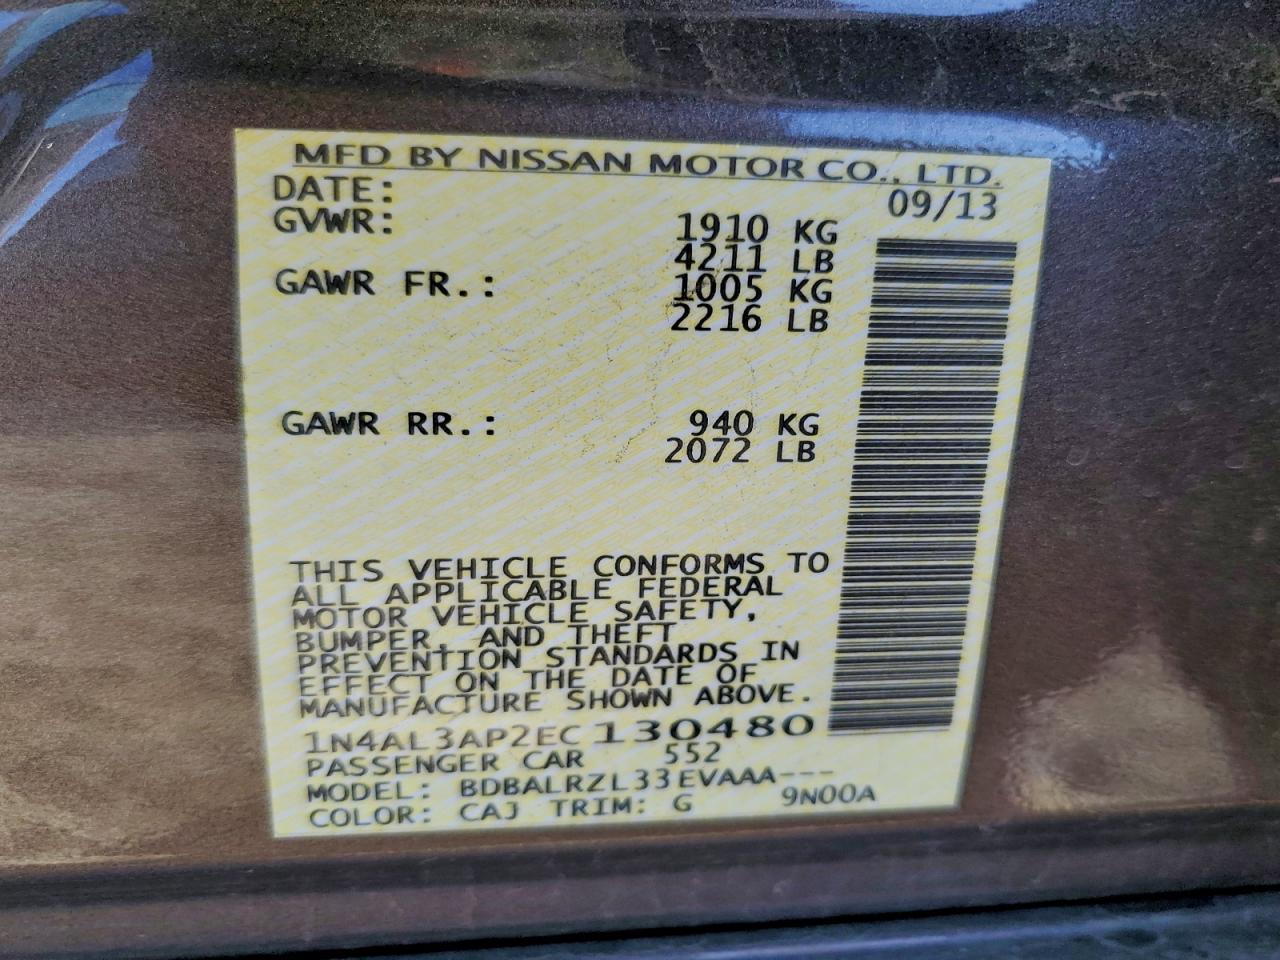 MFD BY NISSAN MOTOR CO., LTD.
DATE: 09/13
GVWR: 1910 KG
4211 LB
GAWR FR.: 1005 KG
2216 LB
GAWR RR.: 940 KG
2072 LB
THIS VEHICLE CONFORMS TO
ALL APPLICABLE FEDERAL
MOTOR VEHICLE SAFETY,
BUMPER, AND THEFT
PREVENTION STANDARDS IN
EFFECT ON THE DATE OF
MANUFACTURE SHOWN ABOVE.
1N4AL3AP2EC130480
PASSENGER CAR 552
MODEL: BDBALRZL33EVAAA---
COLOR: CAJ TRIM: G 9N00A